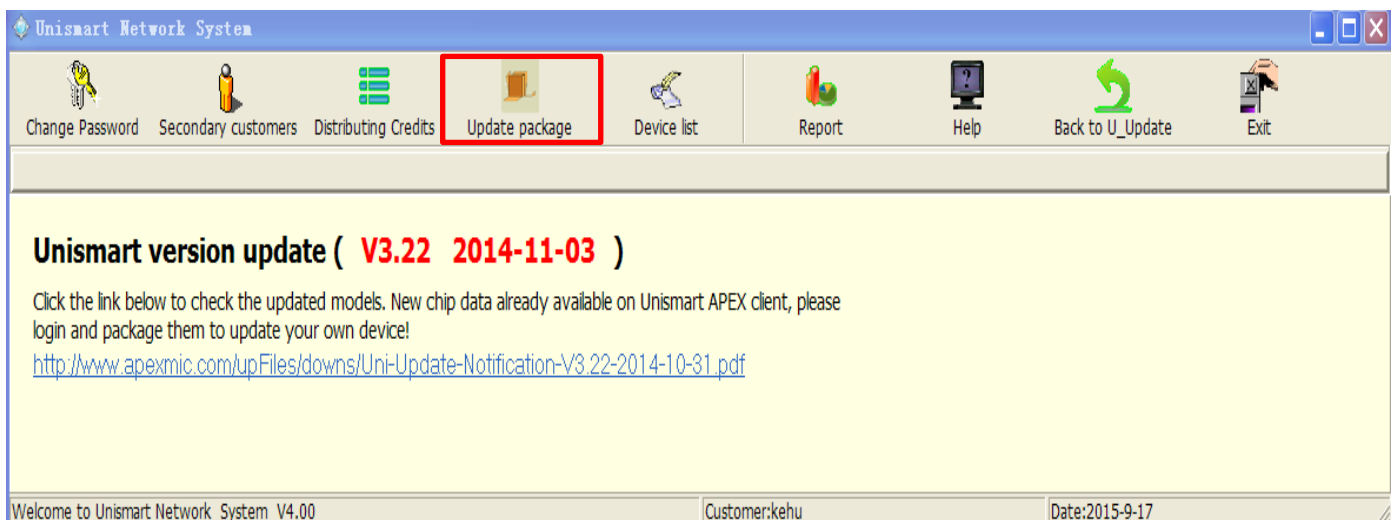 Unismart Network System
Change Password Secondary customers Distributing Credits Update package Device list Report Help Back to U_Update Exit
Unismart version update ( V3.22 2014-11-03 )
Click the link below to check the updated models. New chip data already available on Unismart APEX client, please
login and package them to update your own device!
http://www.apexmic.com/upFiles/downs/Uni-Update-Notification-V3.22-2014-10-31.pdf
Welcome to Unismart Network System V4.00 Customer:kehu Date:2015-9-17